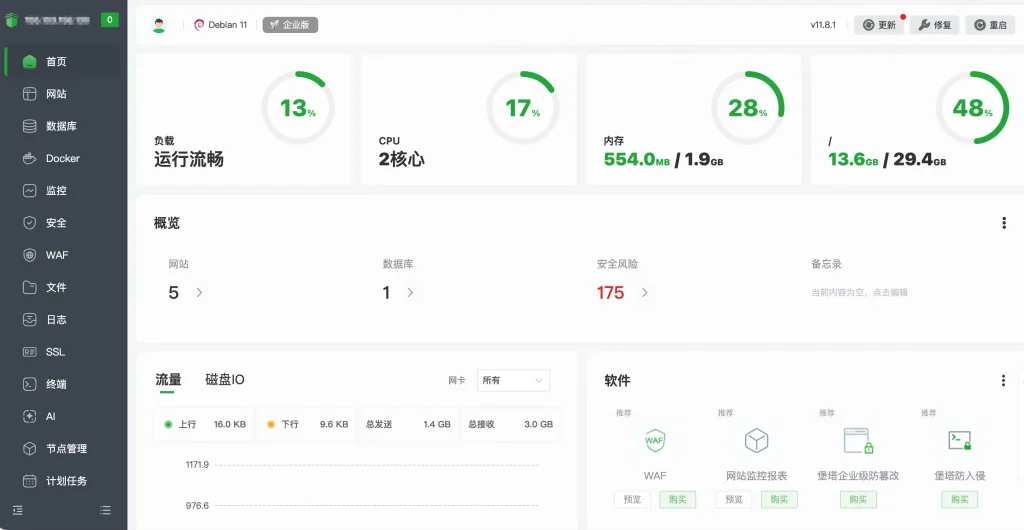 0
首页
网站
数据库
Docker
监控
安全
WAF
文件
日志
SSL
终端
AI
节点管理
计划任务
Debian 11
企业版
v11.8.1
更新
修复
重启
13%
负载
运行流畅
17%
CPU
2核心
28%
内存
554.0MB / 1.9GB
48%
/
13.6GB / 29.4GB
概览
网站
5
数据库
1
安全风险
175
备忘录
当前内容为空，点击编辑
流量
磁盘IO
网卡
所有
上行 16.0 KB
下行 9.6 KB
总发送 1.4 GB
总接收 3.0 GB
1171.9
976.6
软件
推荐
WAF
WAF
预览
购买
推荐
网站监控报表
预览
购买
推荐
堡塔企业级防篡改
购买
推荐
堡塔防入侵
购买